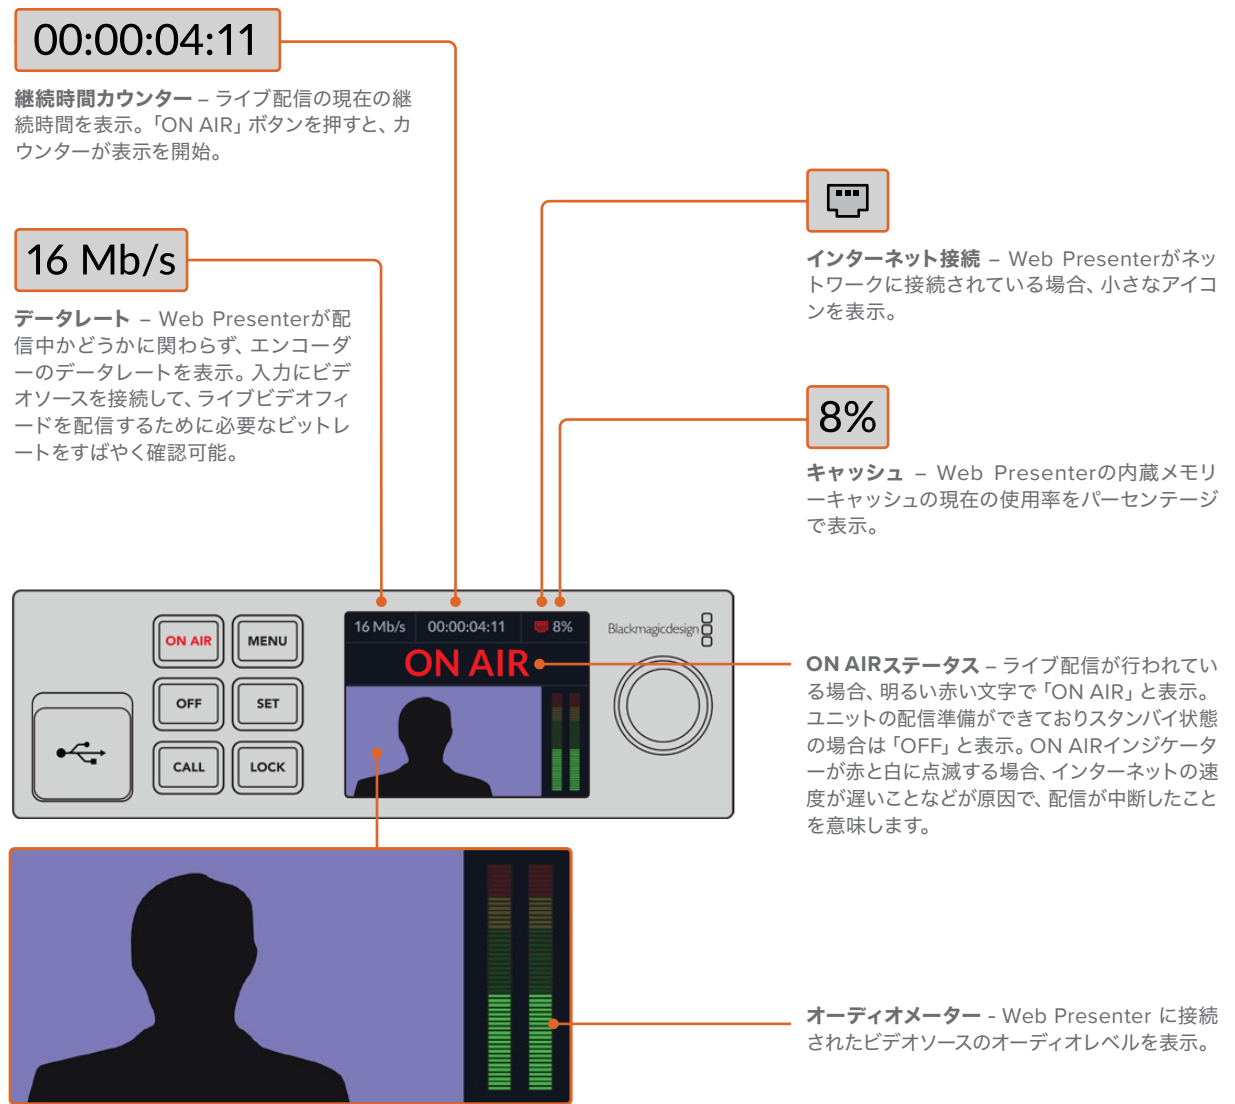 00:00:04:11
継続時間カウンター – ライブ配信の現在の継
続時間を表示。「ON AIR」ボタンを押すと、カ
ウンターが表示を開始。
16 Mb/s
データレート – Web Presenterが配
信中かどうかに関わらず、エンコーダ
ーのデータレートを表示。入力にビデ
オソースを接続して、ライブビデオフィ
ードを配信するために必要なビットレ
ートをすばやく確認可能。
インターネット接続 – Web Presenterがネッ
トワークに接続されている場合、小さなアイコ
ンを表示。
8%
キャッシュ – Web Presenterの内蔵メモリ
ーキャッシュの現在の使用率をパーセンテージ
で表示。
ON AIR MENU
OFF SET
CALL LOCK
16 Mb/s 00:00:04:11 8%
ON AIR
Blackmagicdesign
ON AIRステータス – ライブ配信が行われてい
る場合、明るい赤い文字で「ON AIR」と表示。
ユニットの配信準備ができておりスタンバイ状態
の場合は「OFF」と表示。ON AIRインジケータ
ーが赤と白に点滅する場合、インターネットの速
度が遅いことなどが原因で、配信が中断したこと
を意味します。
オーディオメーター - Web Presenter に接続
されたビデオソースのオーディオレベルを表示。